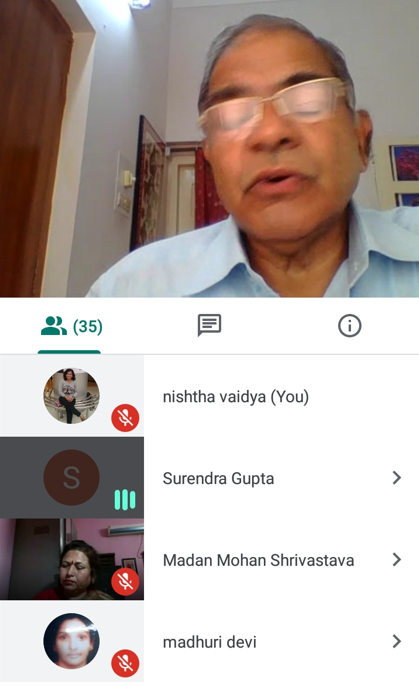 (35)
nishtha vaidya (You)
S
Surendra Gupta
Madan Mohan Shrivastava
madhuri devi